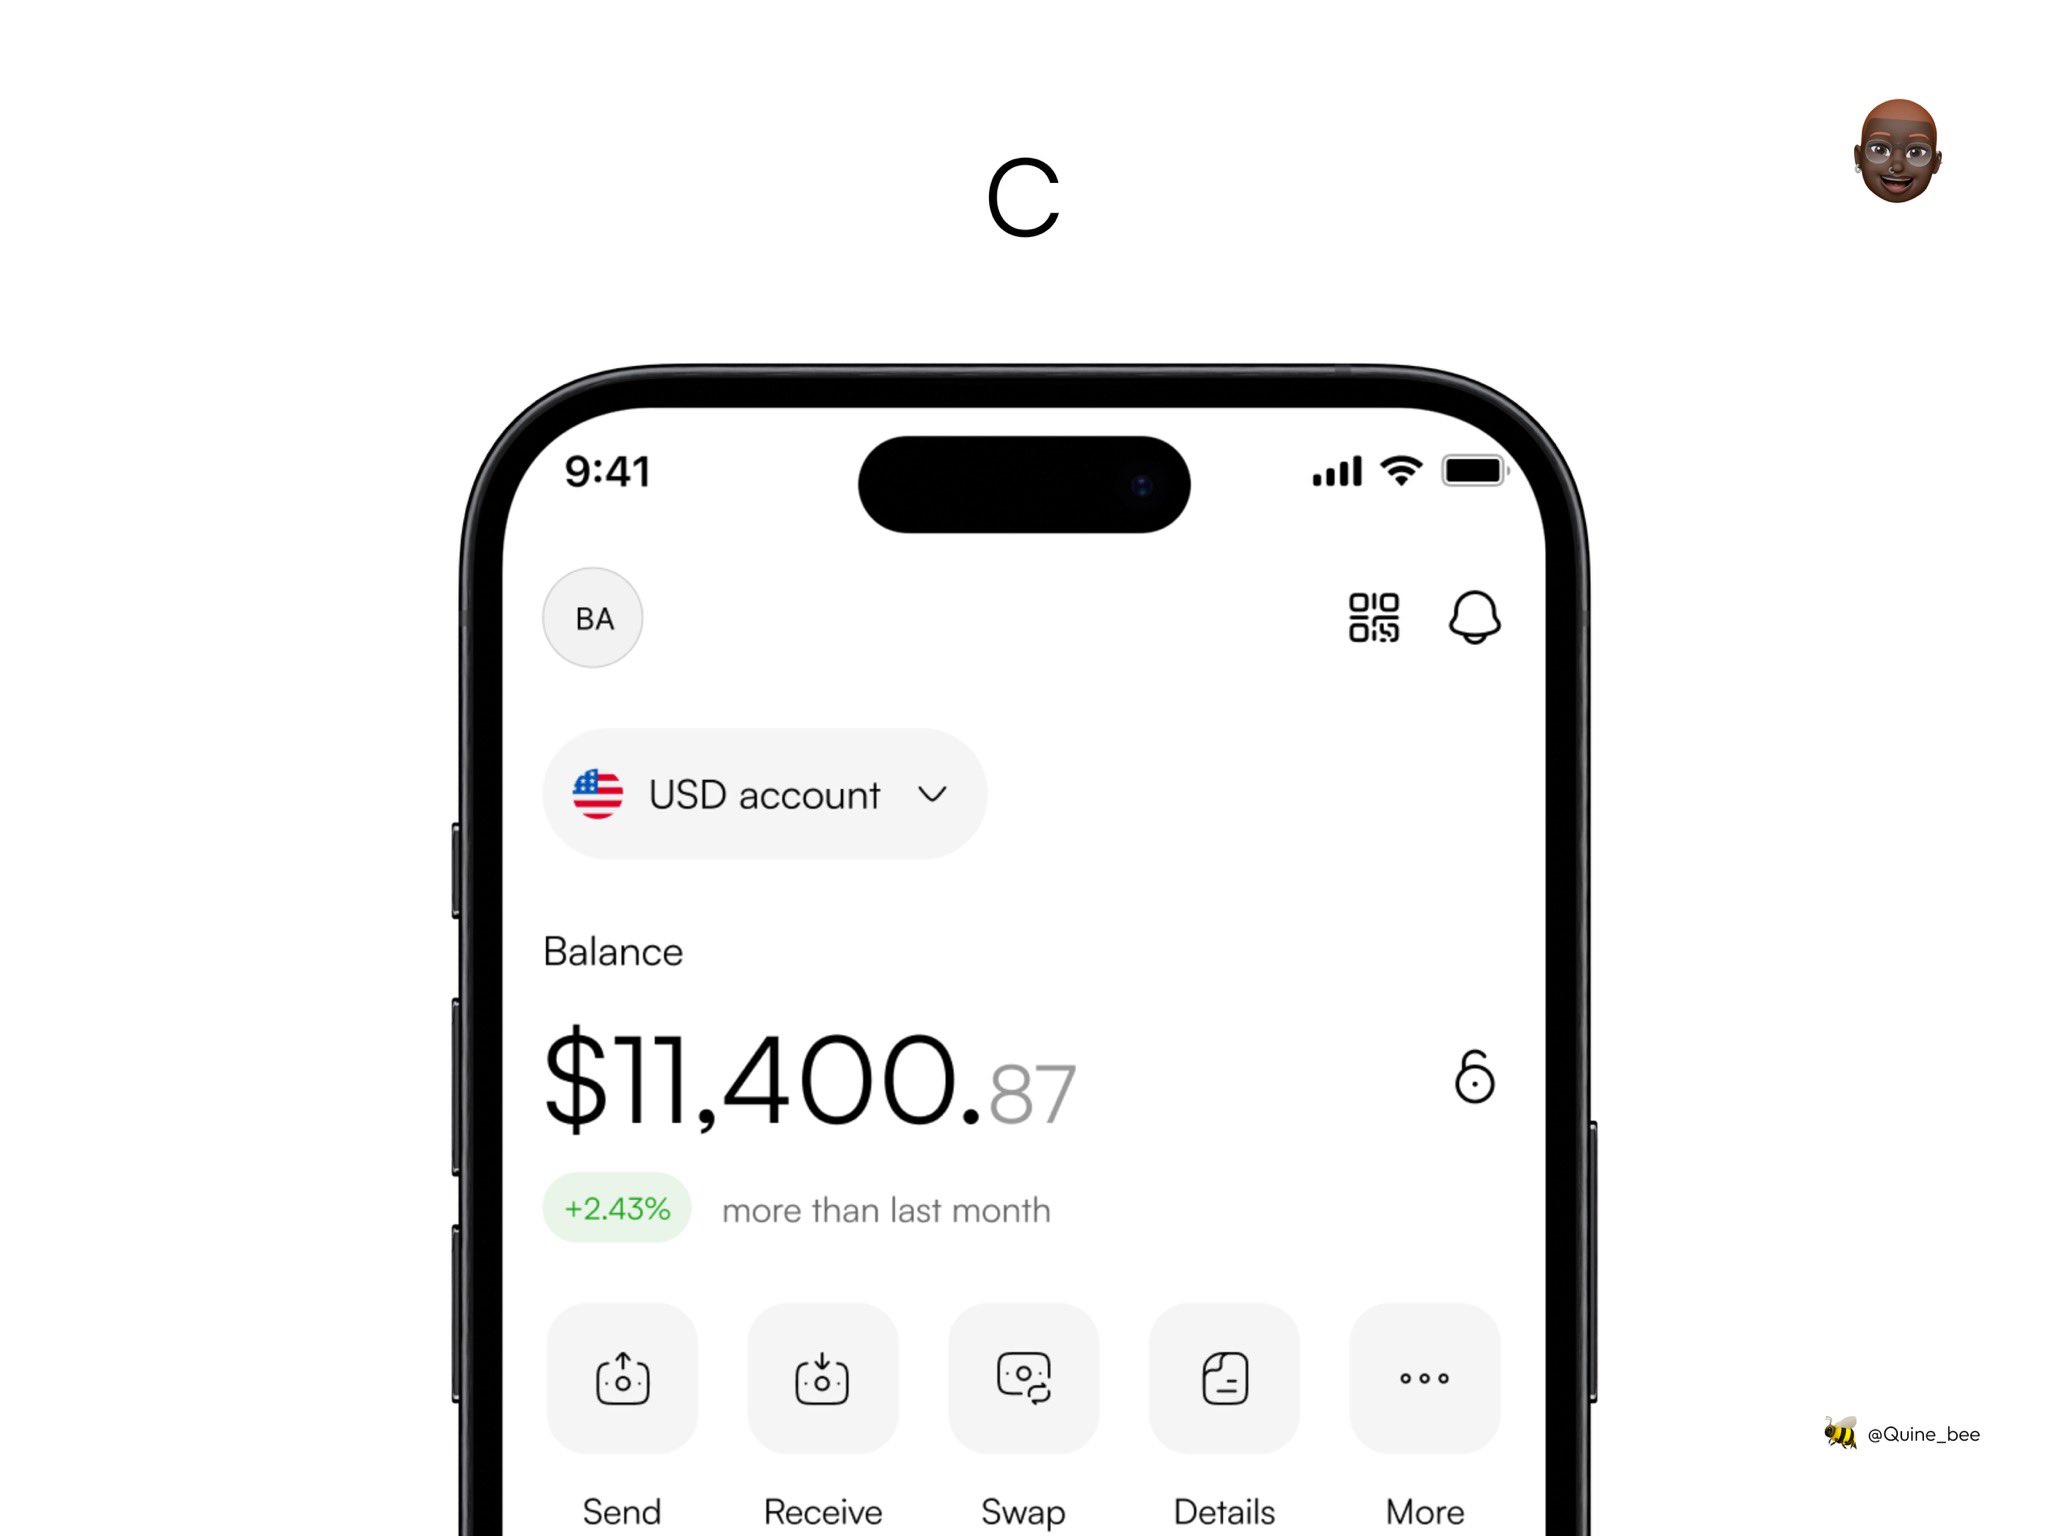 C
9:41
BA
USD account
Balance
$11,400.87
+2.43% more than last month
Send Receive Swap Details More
@Quine_bee